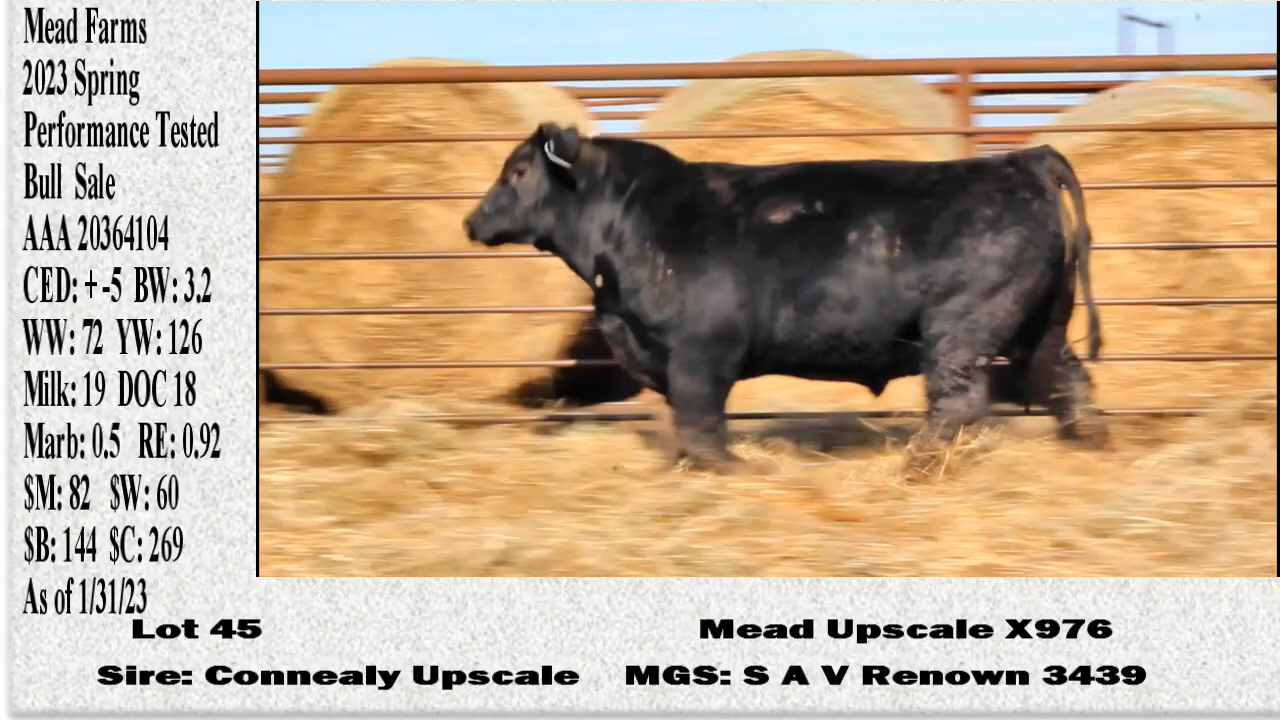 Mead Farms
2023 Spring
Performance Tested
Bull Sale
AAA 20364104
CED: + -5 BW: 3.2
WW: 72 YW: 126
Milk: 19 DOC 18
Marb: 0.5 RE: 0.92
$M: 82 $W: 60
$B: 144 $C: 269
As of 1/31/23
Lot 45 Mead Upscale X976
Sire: Connealy Upscale MGS: S A V Renown 3439